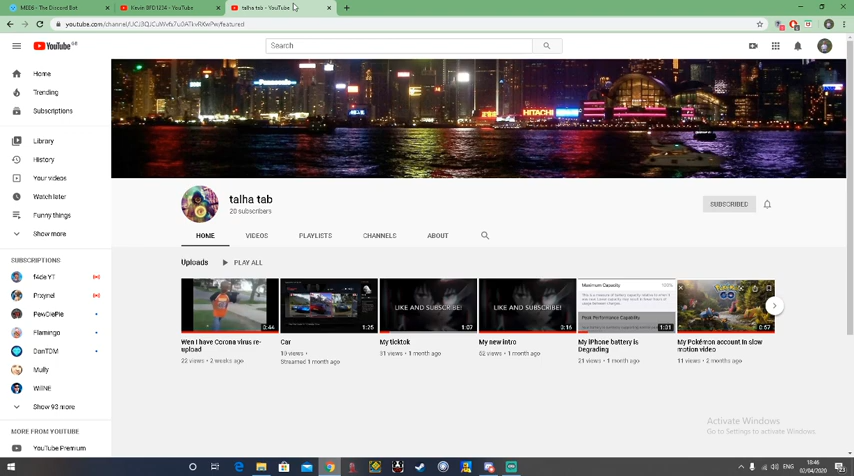 MEE6 - The Discord Bot
Kevin BFD1234 - YouTube
talha tab - YouTube
youtube.com/channel/
/featured
YouTube GB
Search
Home
Trending
Subscriptions
Library
History
Your videos
Watch later
Funny things
Show more
SUBSCRIPTIONS
f4de YT
PewDiePie
Flamingo
DanTDM
Mully
Show 93 more
MORE FROM YOUTUBE
YouTube Premium
HITACHI
talha tab
20 subscribers
SUBSCRIBED
HOME
VIDEOS
PLAYLISTS
CHANNELS
ABOUT
Uploads
PLAY ALL
0:44
1:25
LIKE AND SUBSCRIBE!
1:07
LIKE AND SUBSCRIBE!
0:16
Maximum Capacity
100%
Peak Performance Capability
1:01
0:57
Wen I have Corona virus re-
upload
22 views • 2 weeks ago
Car
10 views •
Streamed 1 month ago
My ticktok
31 views • 1 month ago
My new intro
62 views • 1 month ago
My iPhone battery is
Degrading
21 views • 1 month ago
My Pokémon account in slow
motion video
11 views • 2 months ago
Activate Windows
Go to Settings to activate Windows.
ENG
18:46
02/04/2020